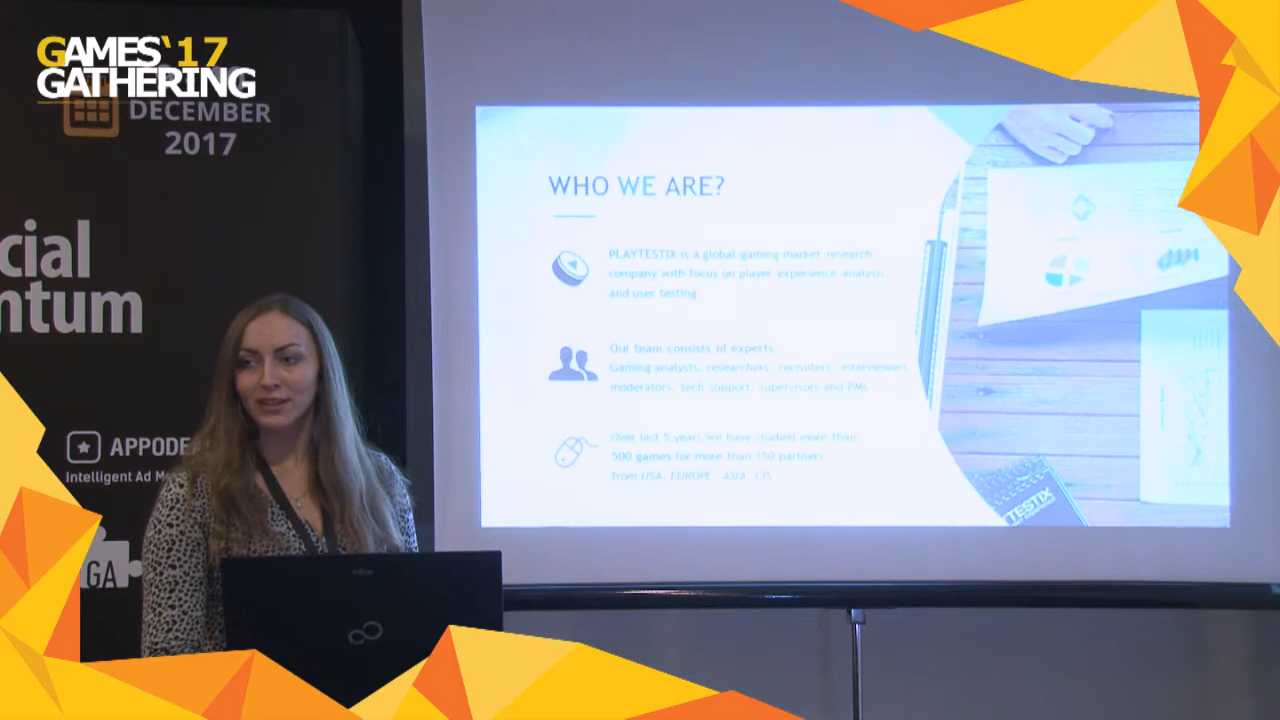 GAMES'17
GATHERING
DECEMBER
2017
cial
ntum
APPODEA
Intelligent Ad M
GA
FUJITSU
WHO WE ARE?
PLAYTESTIX is a global gaming market research
company with focus on player experience analysis
and user testing
Our team consists of experts:
Gaming analysts, researchers, recruiters, interviewers,
moderators, tech support, supervisors and PMs
Over last 5 years we have studied more than
500 games for more than 150 partners
from USA, EUROPE, ASIA, CIS
TESTIX